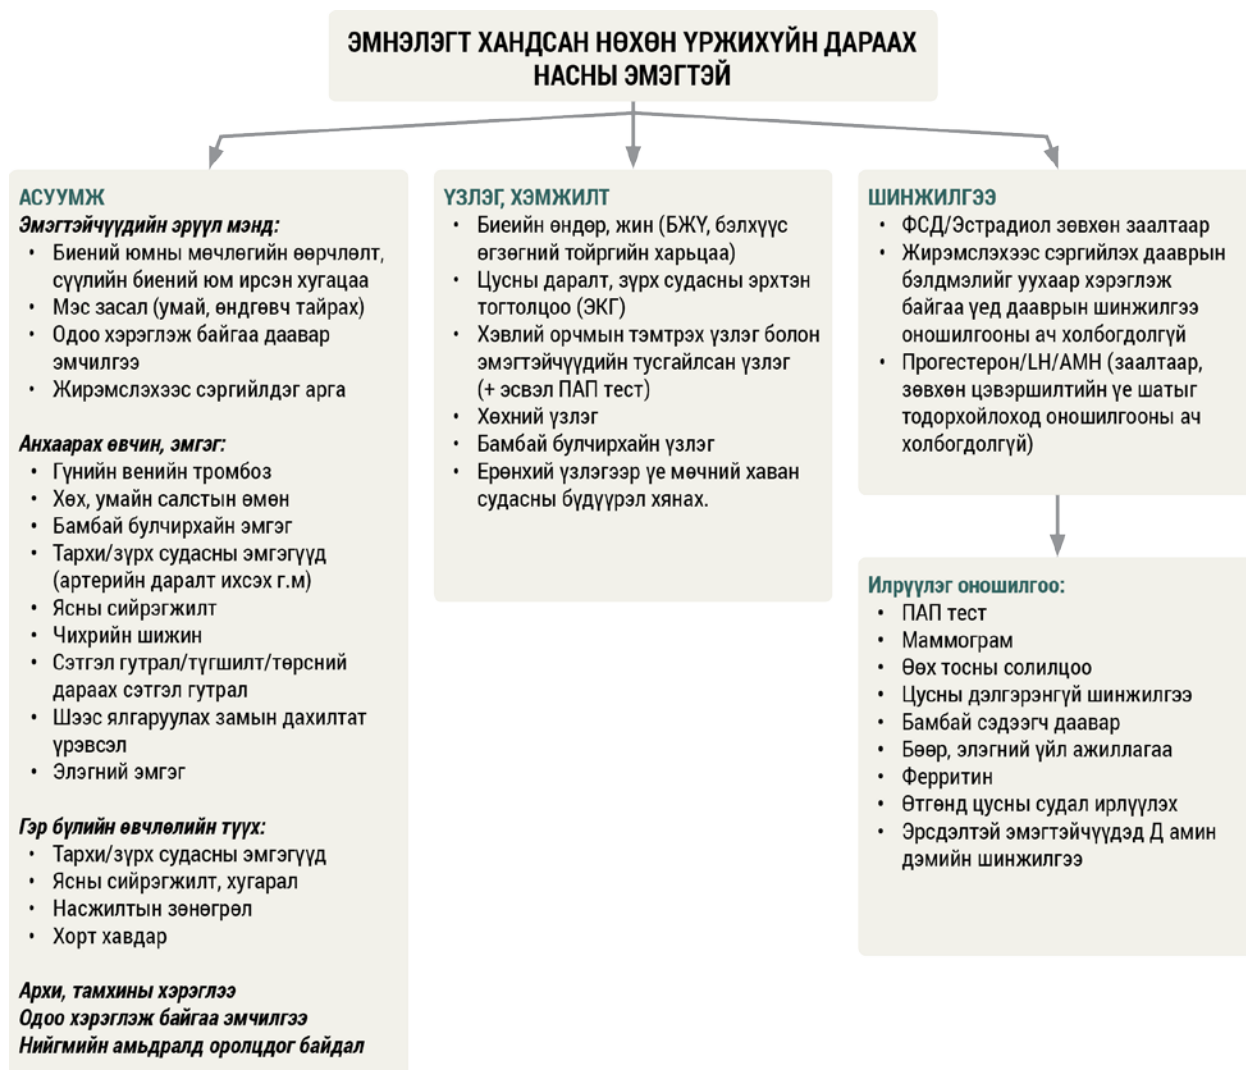 ЭМНЭЛЭГТ ХАНДСАН НӨХӨН ҮРЖИХҮЙН ДАРААХ
НАСНЫ ЭМЭГТЭЙ
АСУУМЖ
Эмэгтэйчүүдийн эрүүл мэнд:
• Биений юмны мөчлөгийн өөрчлөлт,
сүүлийн биений юм ирсэн хугацаа
• Мэс засал (умай, өндгөвч тайрах)
• Одоо хэрэглэж байгаа даавар
эмчилгээ
• Жирэмслэхээс сэргийлдэг арга
Анхаарах өвчин, эмгэг:
• Гүнийн венийн тромбоз
• Хөх, умайн салстын өмөн
• Бамбай булчирхайн эмгэг
• Тархи/зүрх судасны эмгэгүүд
(артерийн даралт ихсэх г.м)
• Ясны сийрэгжилт
• Чихрийн шижин
• Сэтгэл гутрал/түгшилт/төрсний
дараах сэтгэл гутрал
• Шээс ялгаруулах замын дахилтат
үрэвсэл
• Элэгний эмгэг
Гэр бүлийн өвчлөлийн түүх:
• Тархи/зүрх судасны эмгэгүүд
• Ясны сийрэгжилт, хугарал
• Насжилтын зөнөгрөл
• Хорт хавдар
Архи, тамхины хэрэглээ
Одоо хэрэглэж байгаа эмчилгээ
Нийгмийн амьдралд оролцдог байдал
ҮЗЛЭГ, ХЭМЖИЛТ
• Биеийн өндөр, жин (БЖҮ, бэлхүүс
өгзөгний тойргийн харьцаа)
• Цусны даралт, зүрх судасны эрхтэн
тогтолцоо (ЭКГ)
• Хэвлий орчмын тэмтрэх үзлэг болон
эмэгтэйчүүдийн тусгайлсан үзлэг
(+ эсвэл ПАП тест)
• Хөхний үзлэг
• Бамбай булчирхайн үзлэг
• Ерөнхий үзлэгээр үе мөчний хаван
судасны бүдүүрэл хянах.
ШИНЖИЛГЭЭ
• ФСД/Эстрадиол зөвхөн заалтаар
• Жирэмслэхээс сэргийлэх дааврын
бэлдмэлийг уухаар хэрэглэж
байгаа үед дааврын шинжилгээ
оношилгооны ач холбогдолгүй
• Прогестерон/LH/АМН (заалтаар,
зөвхөн цэвэршилтийн үе шатыг
тодорхойлоход оношилгооны ач
холбогдолгүй)
Илрүүлэг оношилгоо:
• ПАП тест
• Маммограм
• Өөх тосны солилцоо
• Цусны дэлгэрэнгүй шинжилгээ
• Бамбай сэдээгч даавар
• Бөөр, элэгний үйл ажиллагаа
• Ферритин
• Өтгөнд цусны судал ирлүүлэх
• Эрсдэлтэй эмэгтэйчүүдэд Д амин
дэмийн шинжилгээ